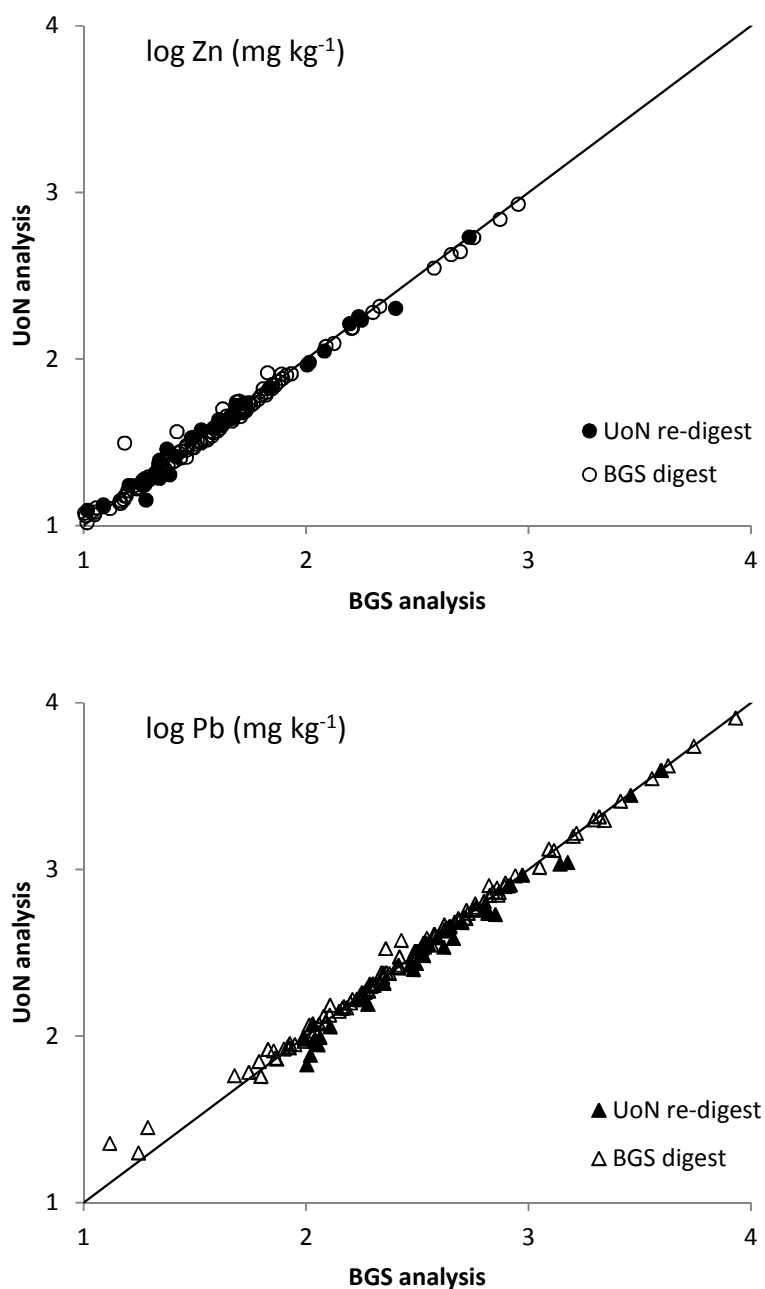 4
log Zn (mg kg⁻¹)
3
UoN analysis
2
UoN re-digest
BGS digest
1
1 2 3 4
BGS analysis
4
log Pb (mg kg⁻¹)
3
UoN analysis
2
UoN re-digest
BGS digest
1
1 2 3 4
BGS analysis